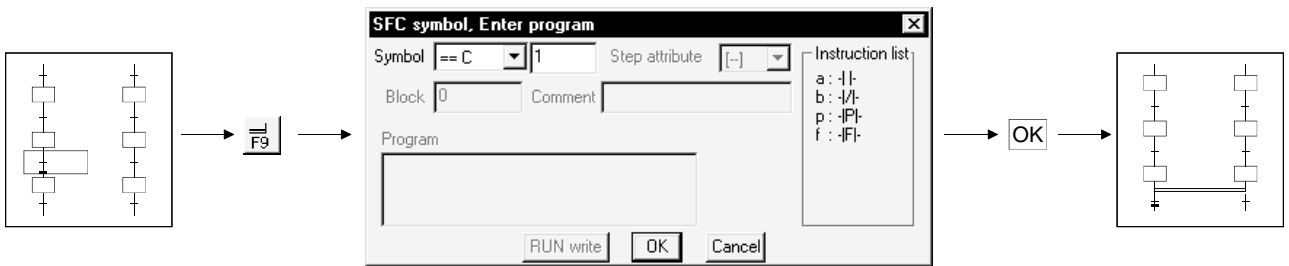 SFC symbol, Enter program
Symbol == C 1 Step attribute [--]
Block 0 Comment
Program
Instruction list
a : -| |-
b : -|/|-
p : -|P|-
f : -|F|-
RUN write OK Cancel
F9
OK